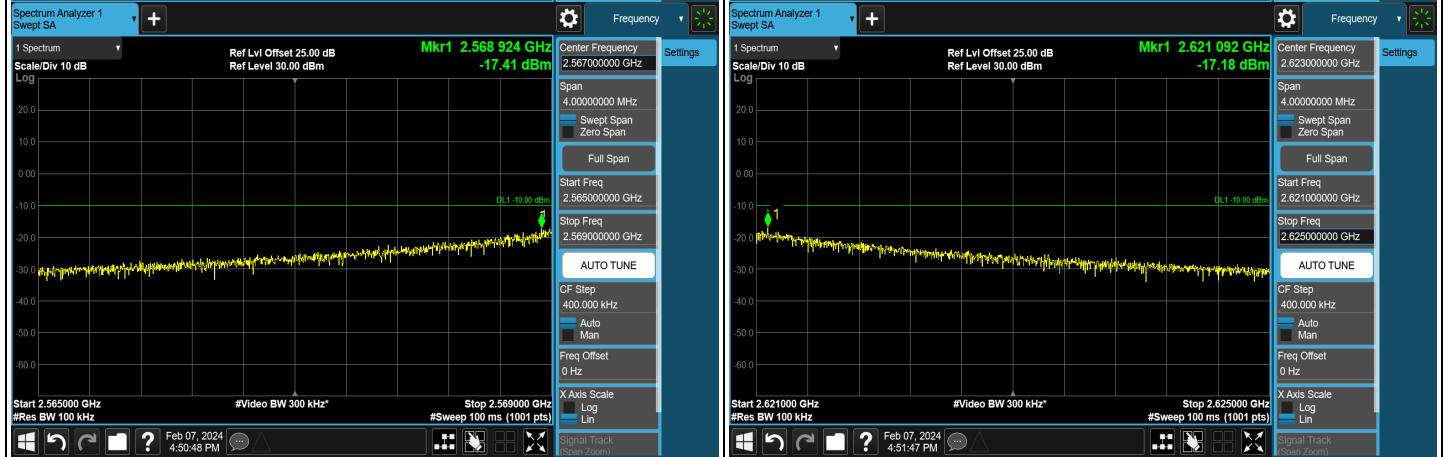 Spectrum Analyzer 1
Swept SA
+
Frequency
1 Spectrum
Scale/Div 10 dB
Log
Ref Lvl Offset 25.00 dB
Ref Level 30.00 dBm
Mkr1 2.568 924 GHz
-17.41 dBm
20.0
10.0
0.00
-10.0
-20.0
-30.0
-40.0
-50.0
-60.0
DL1 -10.00 dBm
1
Start 2.565000 GHz
#Res BW 100 kHz
#Video BW 300 kHz*
Stop 2.569000 GHz
#Sweep 100 ms (1001 pts)
Center Frequency
2.567000000 GHz
Settings
Span
4.00000000 MHz
Swept Span
Zero Span
Full Span
Start Freq
2.565000000 GHz
Stop Freq
2.569000000 GHz
AUTO TUNE
CF Step
400.000 kHz
Auto
Man
Freq Offset
0 Hz
X Axis Scale
Log
Lin
Signal Track
(Span Zoom)
?
Feb 07, 2024
4:50:48 PM
Spectrum Analyzer 1
Swept SA
+
Frequency
1 Spectrum
Scale/Div 10 dB
Log
Ref Lvl Offset 25.00 dB
Ref Level 30.00 dBm
Mkr1 2.621 092 GHz
-17.18 dBm
20.0
10.0
0.00
-10.0
-20.0
-30.0
-40.0
-50.0
-60.0
DL1 -10.00 dBm
1
Start 2.621000 GHz
#Res BW 100 kHz
#Video BW 300 kHz*
Stop 2.625000 GHz
#Sweep 100 ms (1001 pts)
Center Frequency
2.623000000 GHz
Settings
Span
4.00000000 MHz
Swept Span
Zero Span
Full Span
Start Freq
2.621000000 GHz
Stop Freq
2.625000000 GHz
AUTO TUNE
CF Step
400.000 kHz
Auto
Man
Freq Offset
0 Hz
X Axis Scale
Log
Lin
Signal Track
(Span Zoom)
?
Feb 07, 2024
4:51:47 PM